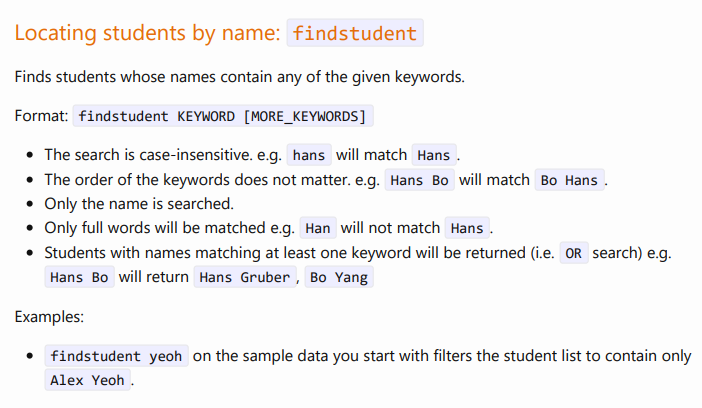 Locating students by name: findstudent
Finds students whose names contain any of the given keywords.
Format: findstudent KEYWORD [MORE_KEYWORDS]
The search is case-insensitive. e.g. hans will match Hans.
The order of the keywords does not matter. e.g. Hans Bo will match Bo Hans.
Only the name is searched.
Only full words will be matched e.g. Han will not match Hans.
Students with names matching at least one keyword will be returned (i.e. OR search) e.g.
Hans Bo will return Hans Gruber, Bo Yang
Examples:
findstudent yeoh on the sample data you start with filters the student list to contain only
Alex Yeoh.